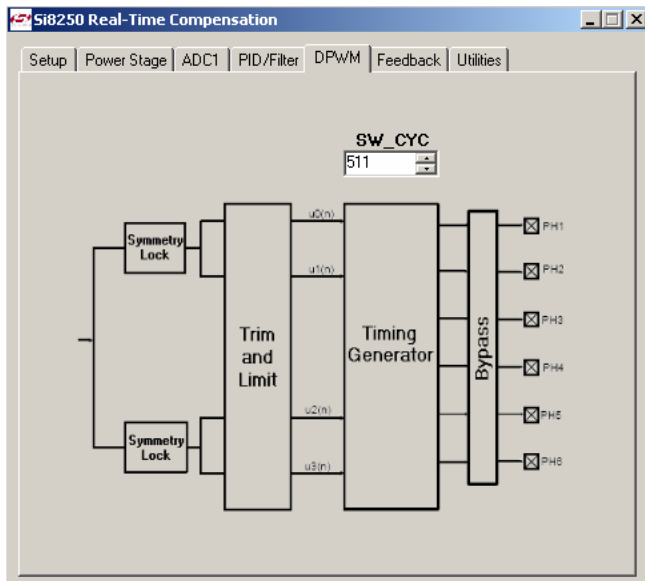 Si8250 Real-Time Compensation
Setup Power Stage ADC1 PID/Filter DPWM Feedback Utilities
SW_CYC
511
Symmetry
Lock
Symmetry
Lock
Trim
and
Limit
u0(n)
u1(n)
u2(n)
u3(n)
Timing
Generator
Bypass
PH1
PH2
PH3
PH4
PH5
PH6